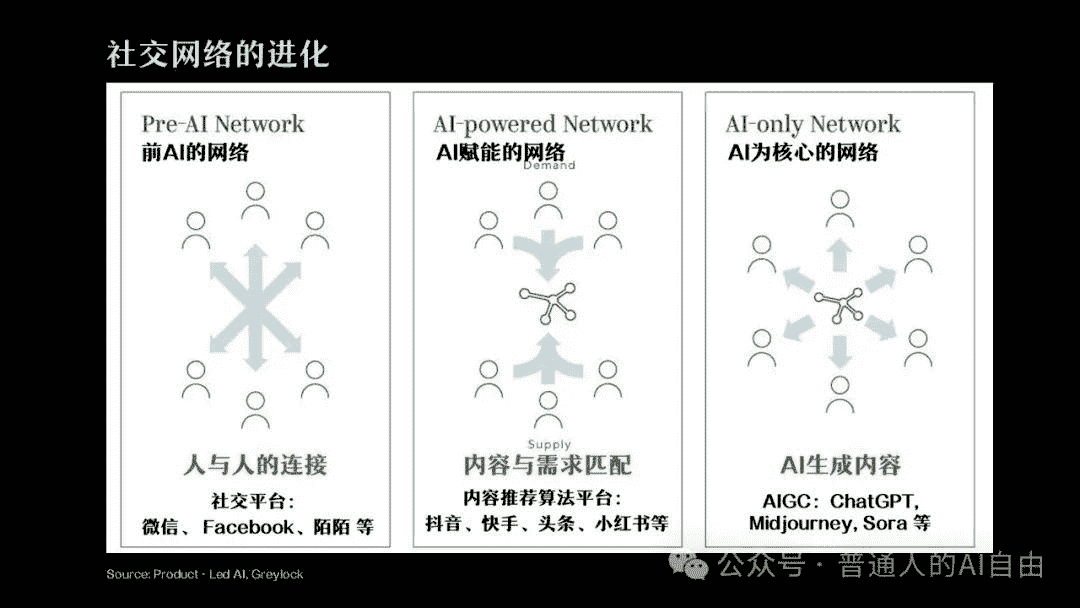 社交网络的进化
Pre-AI Network
前AI的网络
人与人的连接
社交平台：
微信、 Facebook、陌陌 等
AI-powered Network
AI赋能的网络
Demand
Supply
内容与需求匹配
内容推荐算法平台：
抖音、快手、头条、小红书等
AI-only Network
AI为核心的网络
AI生成内容
AIGC：ChatGPT,
Midjourney, Sora 等
Source: Product · Led AI, Greylock
公众号 · 普通人的AI自由